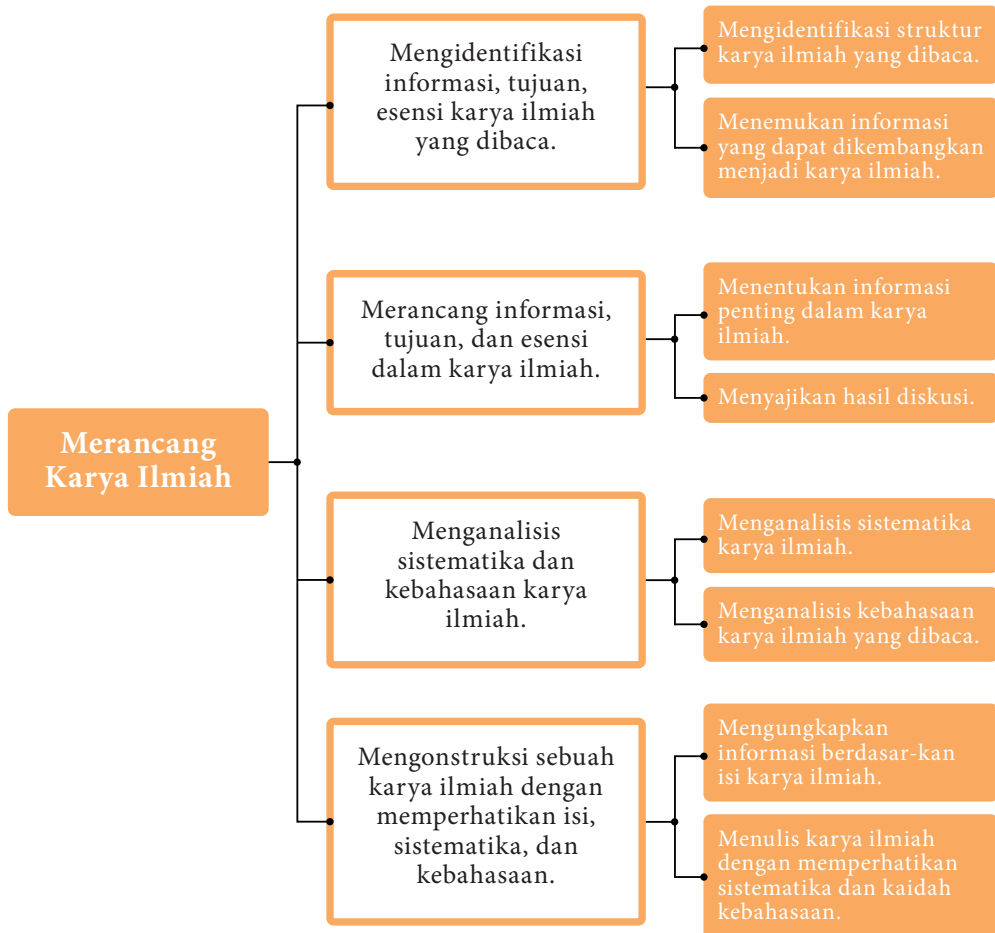 Merancang
Karya Ilmiah
Mengidentifikasi
informasi, tujuan,
esensi karya ilmiah
yang dibaca.
Mengidentifikasi struktur
karya ilmiah yang dibaca.
Menemukan informasi
yang dapat dikembangkan
menjadi karya ilmiah.
Merancang informasi,
tujuan, dan esensi
dalam karya ilmiah.
Menentukan informasi
penting dalam karya
ilmiah.
Menyajikan hasil diskusi.
Menganalisis
sistematika dan
kebahasaan karya
ilmiah.
Menganalisis sistematika
karya ilmiah.
Menganalisis kebahasaan
karya ilmiah yang dibaca.
Mengonstruksi sebuah
karya ilmiah dengan
memperhatikan isi,
sistematika, dan
kebahasaan.
Mengungkapkan
informasi berdasar-kan
isi karya ilmiah.
Menulis karya ilmiah
dengan memperhatikan
sistematika dan kaidah
kebahasaan.